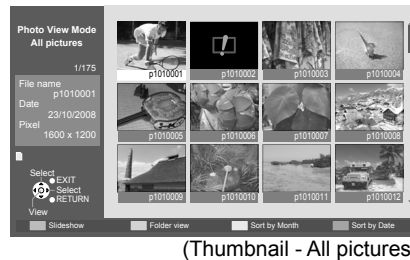 Photo View Mode
All pictures
1/175
File name
p1010001
Date
23/10/2008
Pixel
1600 x 1200
Select
EXIT
Select
RETURN
View
p1010001
p1010002
p1010003
p1010004
p1010005
p1010006
p1010007
p1010008
p1010009
p1010010
p1010011
p1010012
Slideshow
Folder view
Sort by Month
Sort by Date
(Thumbnail - All pictures